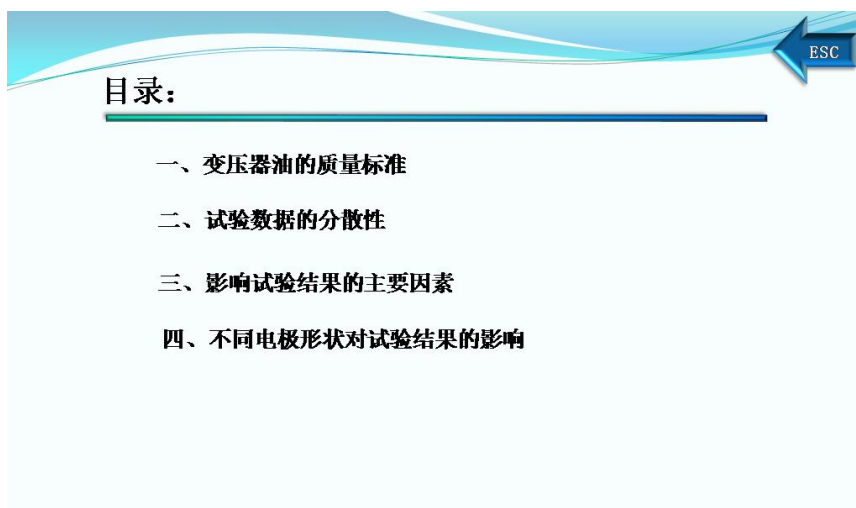 ESC
目录：
一、变压器油的质量标准
二、试验数据的分散性
三、影响试验结果的主要因素
四、不同电极形状对试验结果的影响